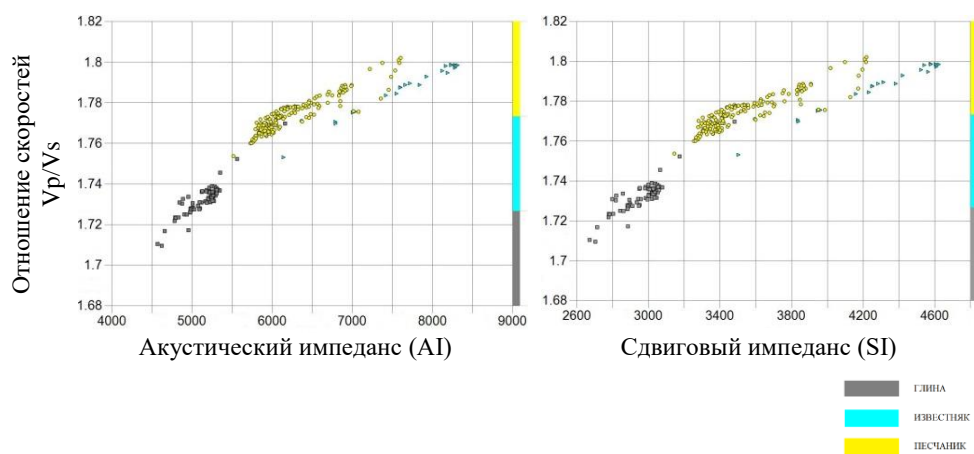 Отношение скоростей
Vp/Vs
1.82
1.8
1.78
1.76
1.74
1.72
1.7
1.68
4000 5000 6000 7000 8000 9000
Акустический импеданс (AI)
1.82
1.8
1.78
1.76
1.74
1.72
1.7
1.68
2600 3000 3400 3800 4200 4600
Сдвиговый импеданс (SI)
ГЛИНА
ИЗВЕСТНЯК
ПЕСЧАНИК